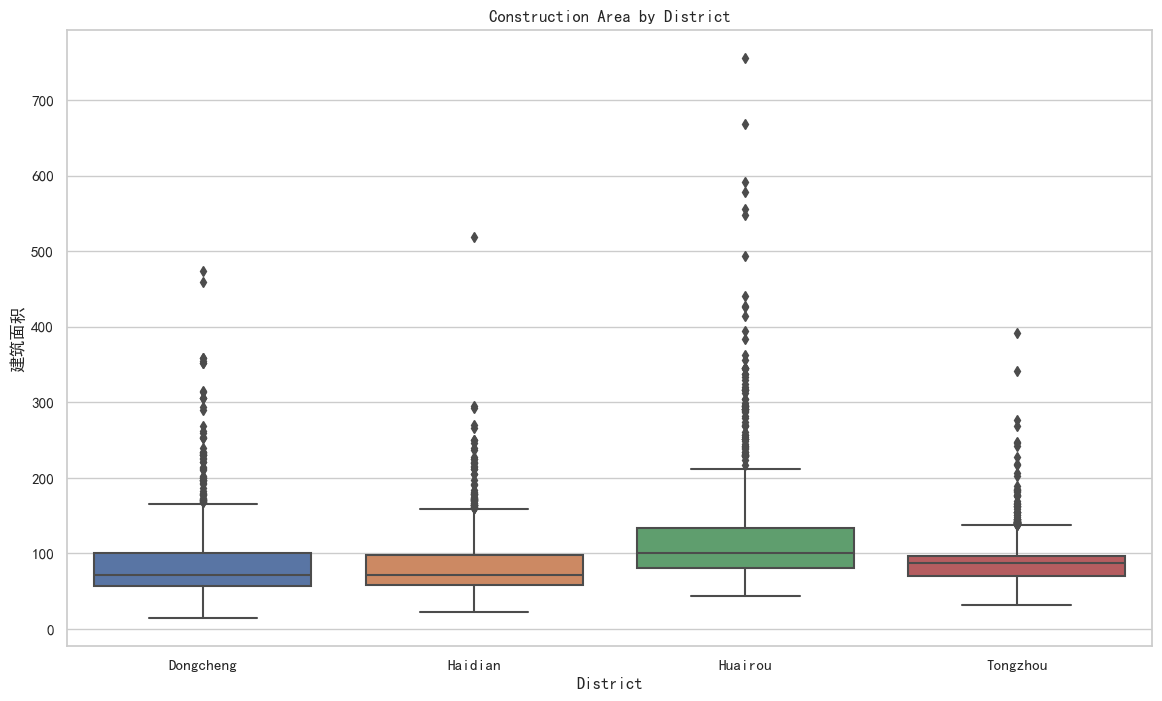 Construction Area by District
建筑面积
700
600
500
400
300
200
100
0
Dongcheng
Haidian
Huairou
Tongzhou
District